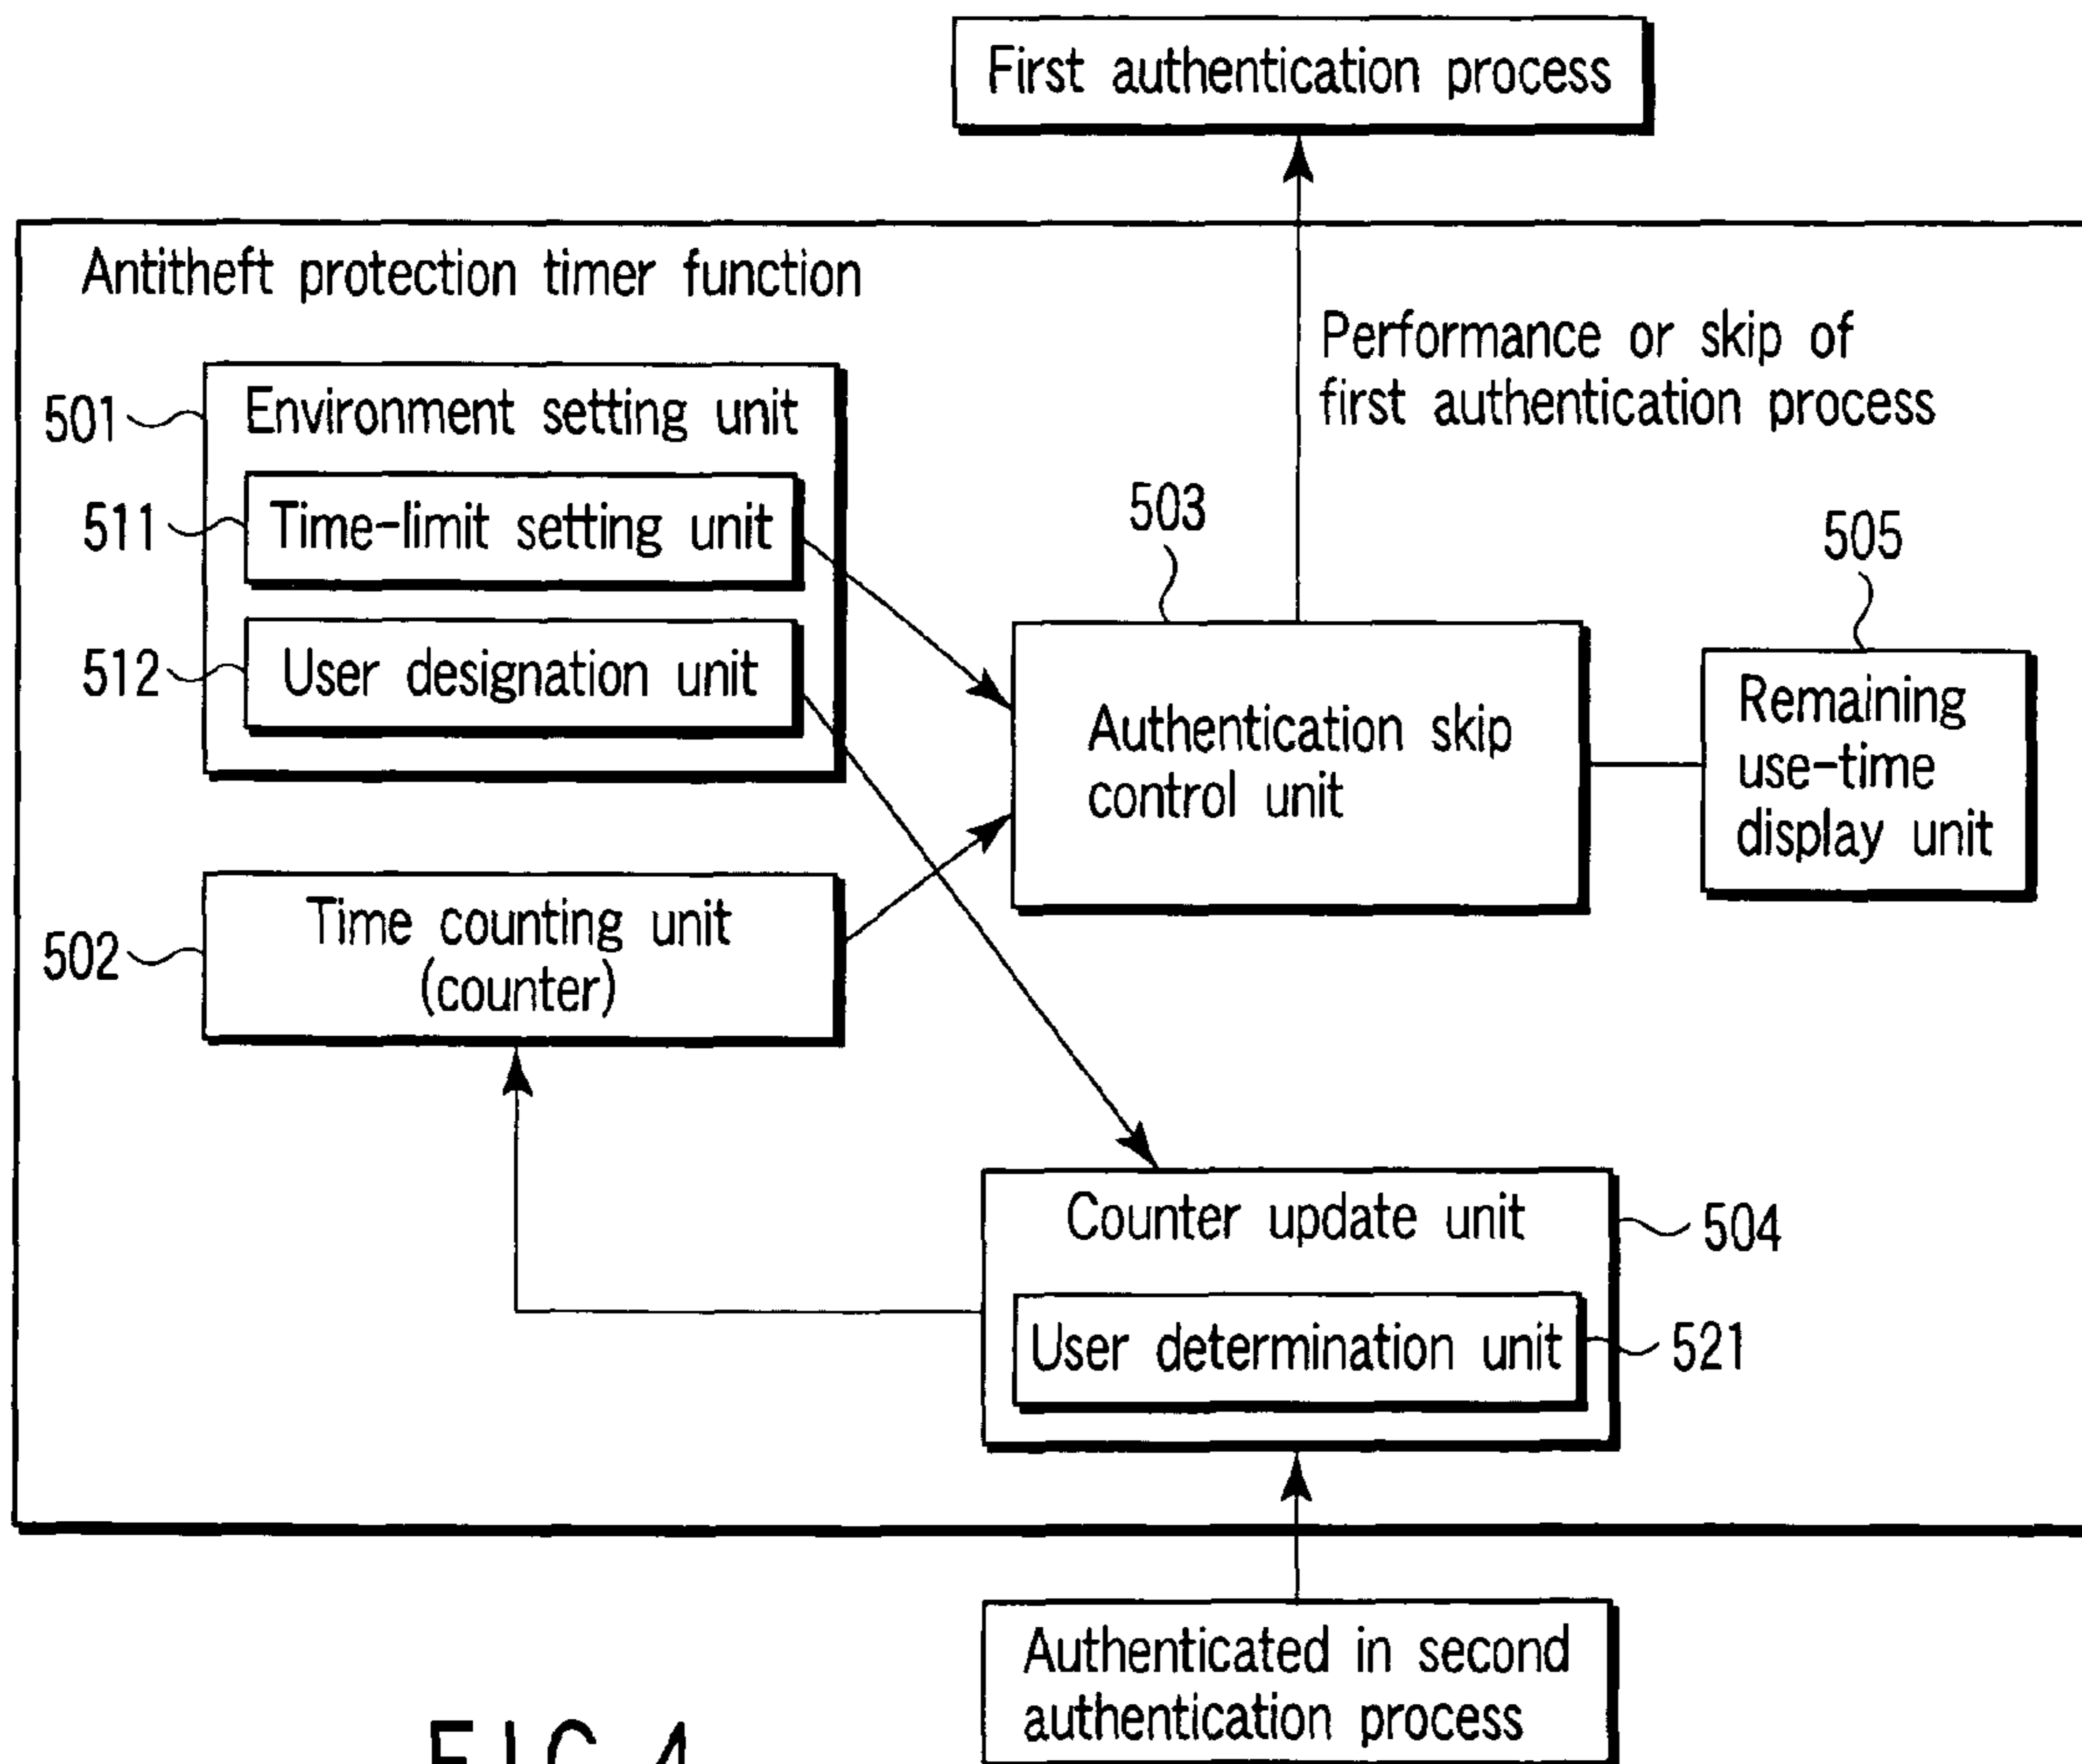 First authentication process
Antitheft protection timer function
Performance or skip of
first authentication process
501
Environment setting unit
511
Time-limit setting unit
512
User designation unit
503
505
Authentication skip
control unit
Remaining
use-time
display unit
502
Time counting unit
(counter)
Counter update unit
504
User determination unit
521
Authenticated in second
authentication process
FIG. 4